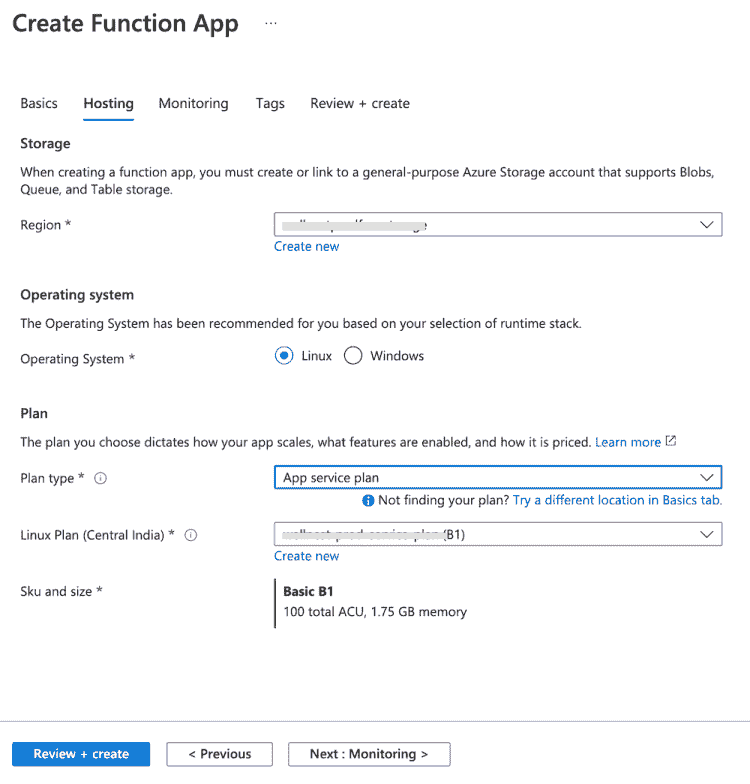 Create Function App ...
Basics Hosting Monitoring Tags Review + create
Storage
When creating a function app, you must create or link to a general-purpose Azure Storage account that supports Blobs,
Queue, and Table storage.
Region *
Create new
Operating system
The Operating System has been recommended for you based on your selection of runtime stack.
Operating System * Linux Windows
Plan
The plan you choose dictates how your app scales, what features are enabled, and how it is priced. Learn more
Plan type * App service plan
Not finding your plan? Try a different location in Basics tab.
Linux Plan (Central India) * (B1)
Create new
Sku and size * Basic B1
100 total ACU, 1.75 GB memory
Review + create < Previous Next : Monitoring >